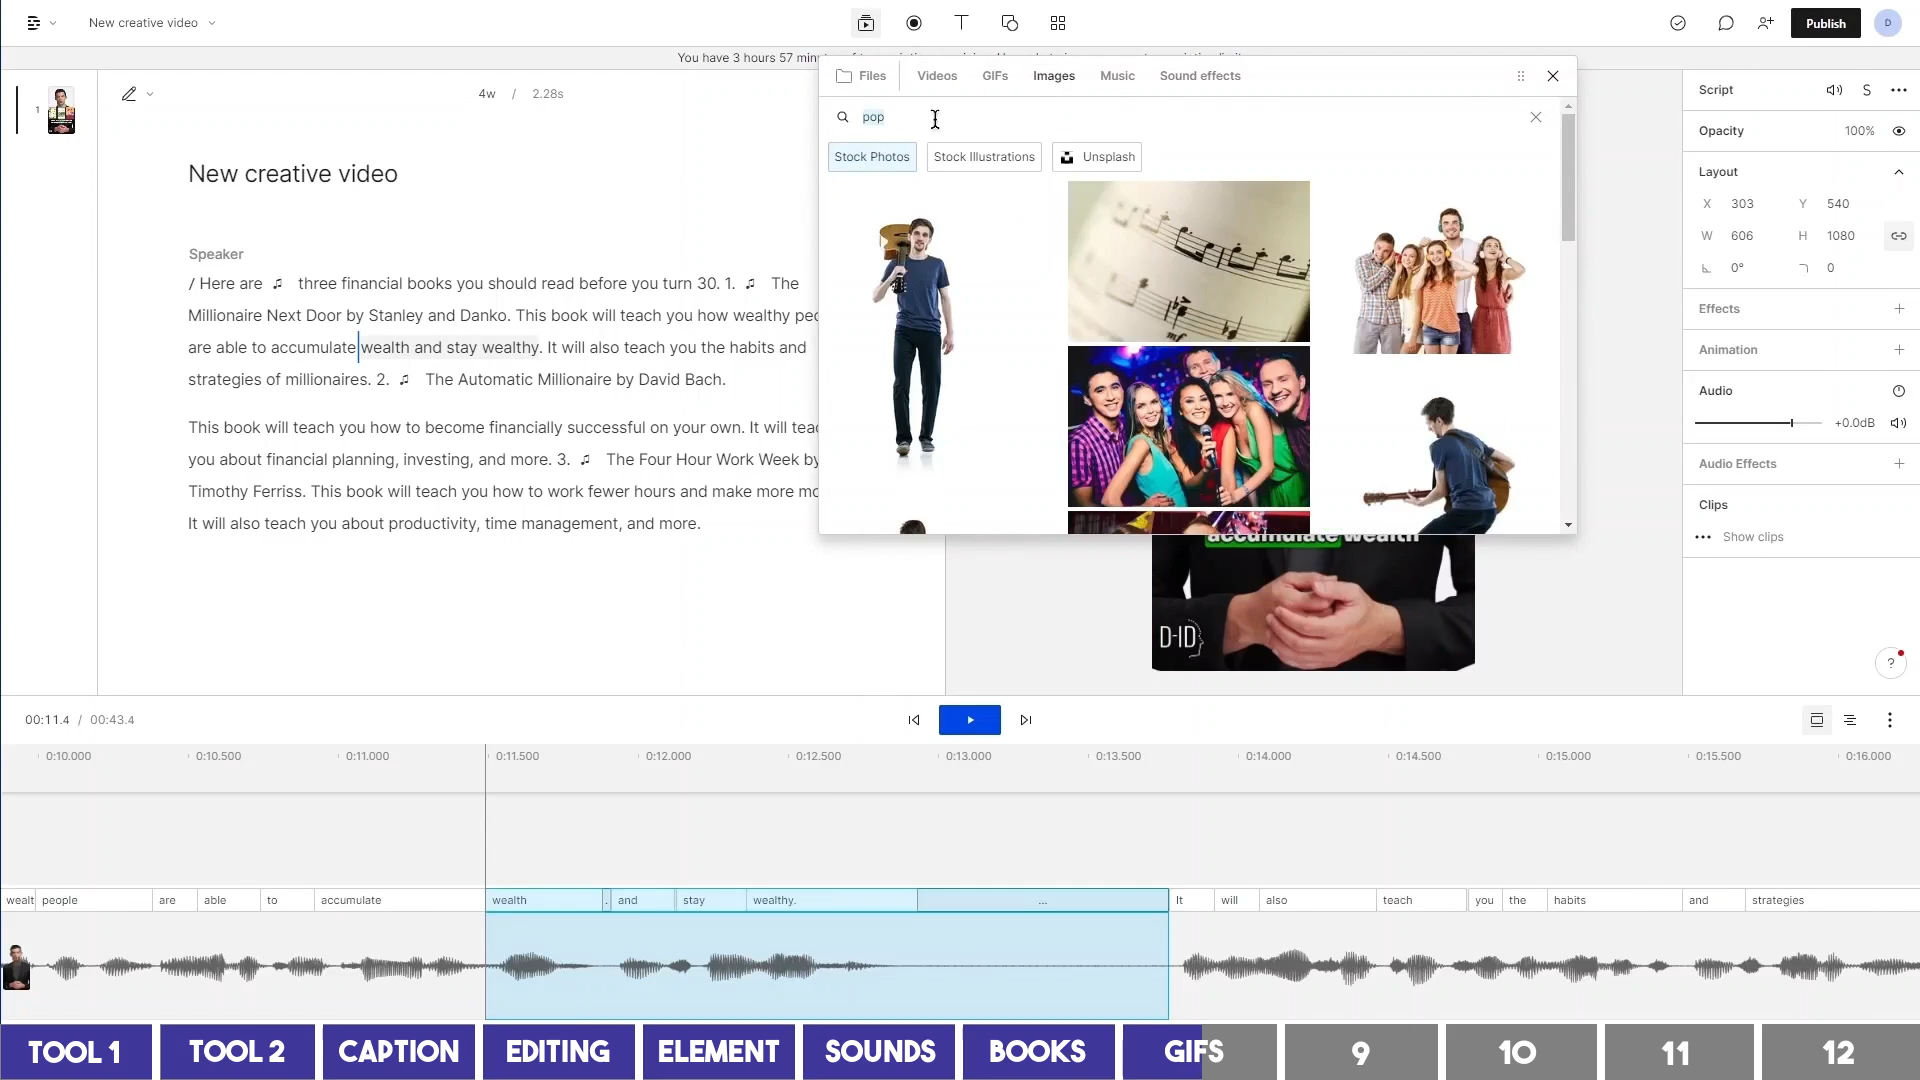 New creative video
Publish
D
You have 3 hours 57
Files
Videos
GIFs
Images
Music
Sound effects
pop
Stock Photos
Stock Illustrations
Unsplash
1
4w / 2.28s
New creative video
Speaker
/ Here are ♫ three financial books you should read before you turn 30. 1. ♫ The
Millionaire Next Door by Stanley and Danko. This book will teach you how wealthy
are able to accumulate wealth and stay wealthy. It will also teach you the habits and
strategies of millionaires. 2. ♫ The Automatic Millionaire by David Bach.
This book will teach you how to become financially successful on your own. It will
you about financial planning, investing, and more. 3. ♫ The Four Hour Work Week by
Timothy Ferriss. This book will teach you how to work fewer hours and make more
It will also teach you about productivity, time management, and more.
accumulate wealth
D-ID
Script
S
Opacity 100%
Layout
X 303 Y 540
W 606 H 1080
0° 0
Effects
Animation
Audio
+0.0dB
Audio Effects
Clips
Show clips
?
00:11.4 / 00:43.4
0:10.000 0:10.500 0:11.000 0:11.500 0:12.000 0:12.500 0:13.000 0:13.500 0:14.000 0:14.500 0:15.000 0:15.500 0:16.000
wealt people are able to accumulate wealth . and stay wealthy. ... It will also teach you the habits and strategies
TOOL 1 TOOL 2 CAPTION EDITING ELEMENT SOUNDS BOOKS GIFS 9 10 11 12